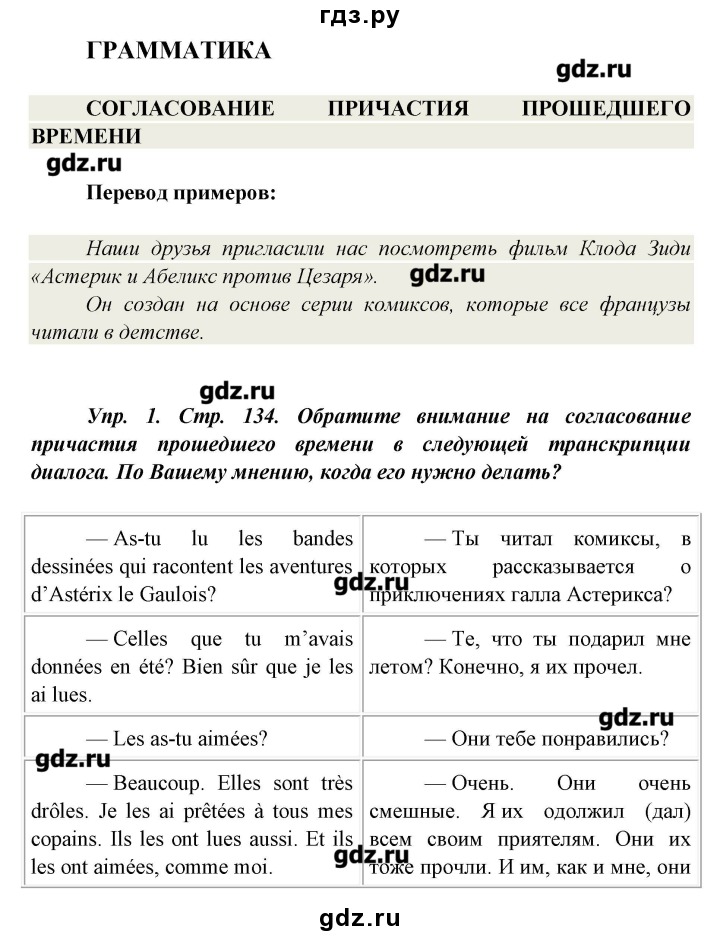 гдз.ру
ГРАММАТИКА
gdz.ru
СОГЛАСОВАНИЕ ПРИЧАСТИЯ ПРОШЕДШЕГО
ВРЕМЕНИ
gdz.ru
Перевод примеров:
Наши друзья пригласили нас посмотреть фильм Клода Зиди
«Астерик и Абеликс против Цезаря». gdz.ru
Он создан на основе серии комиксов, которые все французы
читали в детстве.
gdz.ru
Упр. 1. Стр. 134. Обратите внимание на согласование
причастия прошедшего времени в следующей транскрипции
диалога. По Вашему мнению, когда его нужно делать?
— As-tu lu les bandes
dessinées qui racontent les aventures
d’Astérix le Gaulois?
— Ты читал комиксы, в
которых рассказывается о
приключениях галла Астерикса?
gdz.ru
— Celles que tu m’avais
données en été? Bien sûr que je les
ai lues.
— Те, что ты подарил мне
летом? Конечно, я их прочел.
gdz.ru
— Les as-tu aimées?
— Они тебе понравились?
gdz.ru
— Beaucoup. Elles sont très
drôles. Je les ai prêtées à tous mes
copains. Ils les ont lues aussi. Et ils
les ont aimées, comme moi.
— Очень. Они очень
смешные. Я их одолжил (дал)
всем своим приятелям. Они их
тоже прочли. И им, как и мне, они
gdz.ru
gdz.ru